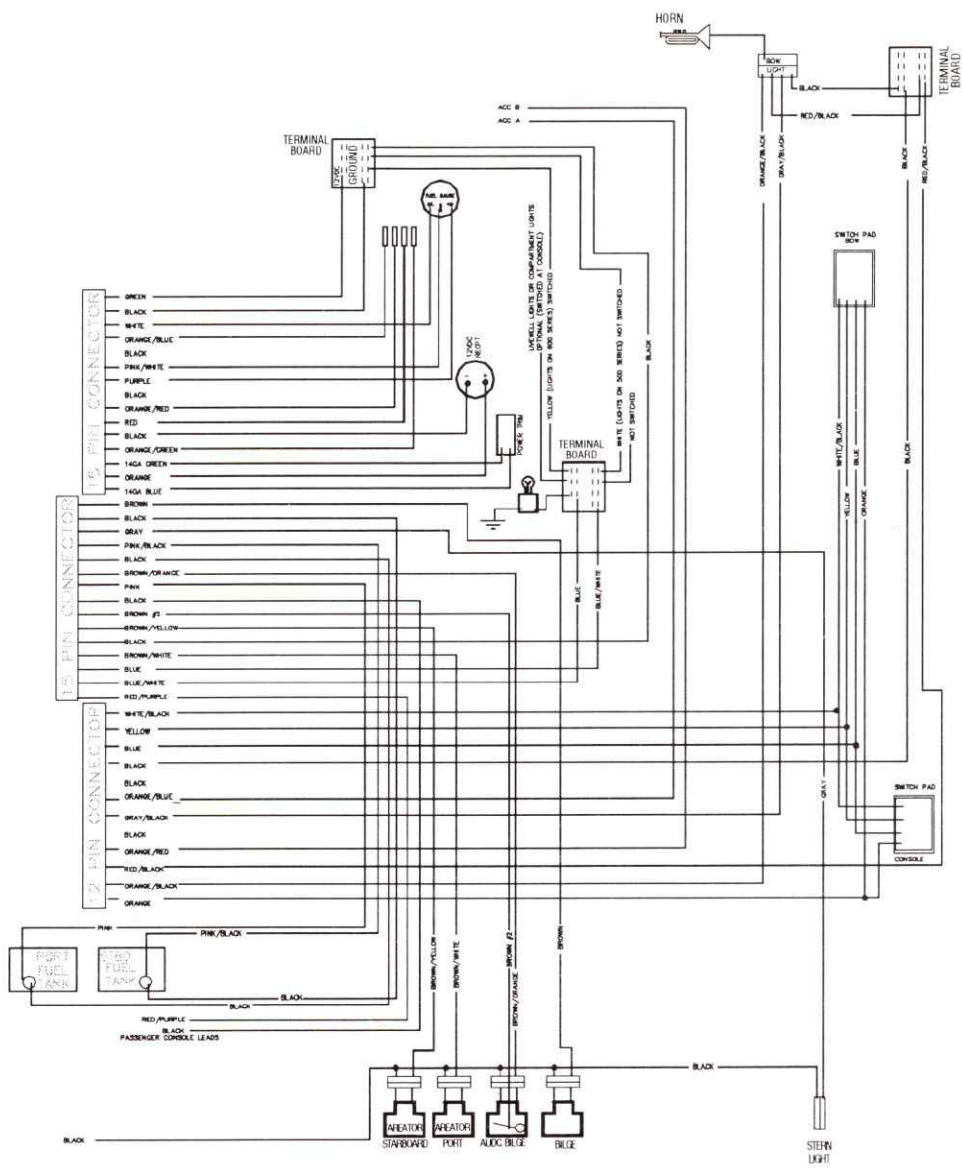 HORN
BOW
LIGHT
TERMINAL
BOARD
BLACK
RED/BLACK
ACC B
ACC A
TERMINAL
BOARD
12VDC
GROUND
FUEL GAUGE
ORANGE/BLACK
GRAY/BLACK
BLACK
RED/BLACK
SWITCH PAD
BOW
LIVEWELL LIGHTS OR COMPARTMENT LIGHTS
OPTIONAL (SWITCHED AT CONSOLE)
YELLOW (LIGHTS ON 800 SERIES) SWITCHED
WHITE (LIGHTS ON 500 SERIES) NOT SWITCHED
NOT SWITCHED
BLACK
12VDC
RECPT
- +
POWER TRIM
TERMINAL
BOARD
15 PIN CONNECTOR
GREEN
BLACK
WHITE
ORANGE/BLUE
BLACK
PINK/WHITE
PURPLE
BLACK
ORANGE/RED
RED
BLACK
ORANGE/GREEN
14GA GREEN
ORANGE
14GA BLUE
WHITE/BLACK
YELLOW
BLUE
ORANGE
BLACK
15 PIN CONNECTOR
BROWN
BLACK
GRAY
PINK/BLACK
BLACK
BROWN/ORANGE
PINK
BLACK
BROWN #2
BROWN/YELLOW
BLACK
BROWN/WHITE
BLUE
BLUE/WHITE
RED/PURPLE
BLUE
BLUE/WHITE
12 PIN CONNECTOR
WHITE/BLACK
YELLOW
BLUE
BLACK
BLACK
ORANGE/BLUE
GRAY/BLACK
BLACK
ORANGE/RED
RED/BLACK
ORANGE/BLACK
ORANGE
GRAY
SWITCH PAD
CONSOLE
PINK
PINK/BLACK
PORT
FUEL
TANK
STBD
FUEL
TANK
BLACK
BLACK
RED/PURPLE
BLACK
PASSENGER CONSOLE LEADS
BROWN/YELLOW
BROWN/WHITE
BROWN #2
BROWN/ORANGE
BROWN
BLACK
BLACK
AREATOR
STARBOARD
AREATOR
PORT
AUDC BILGE
BILGE
STERN
LIGHT